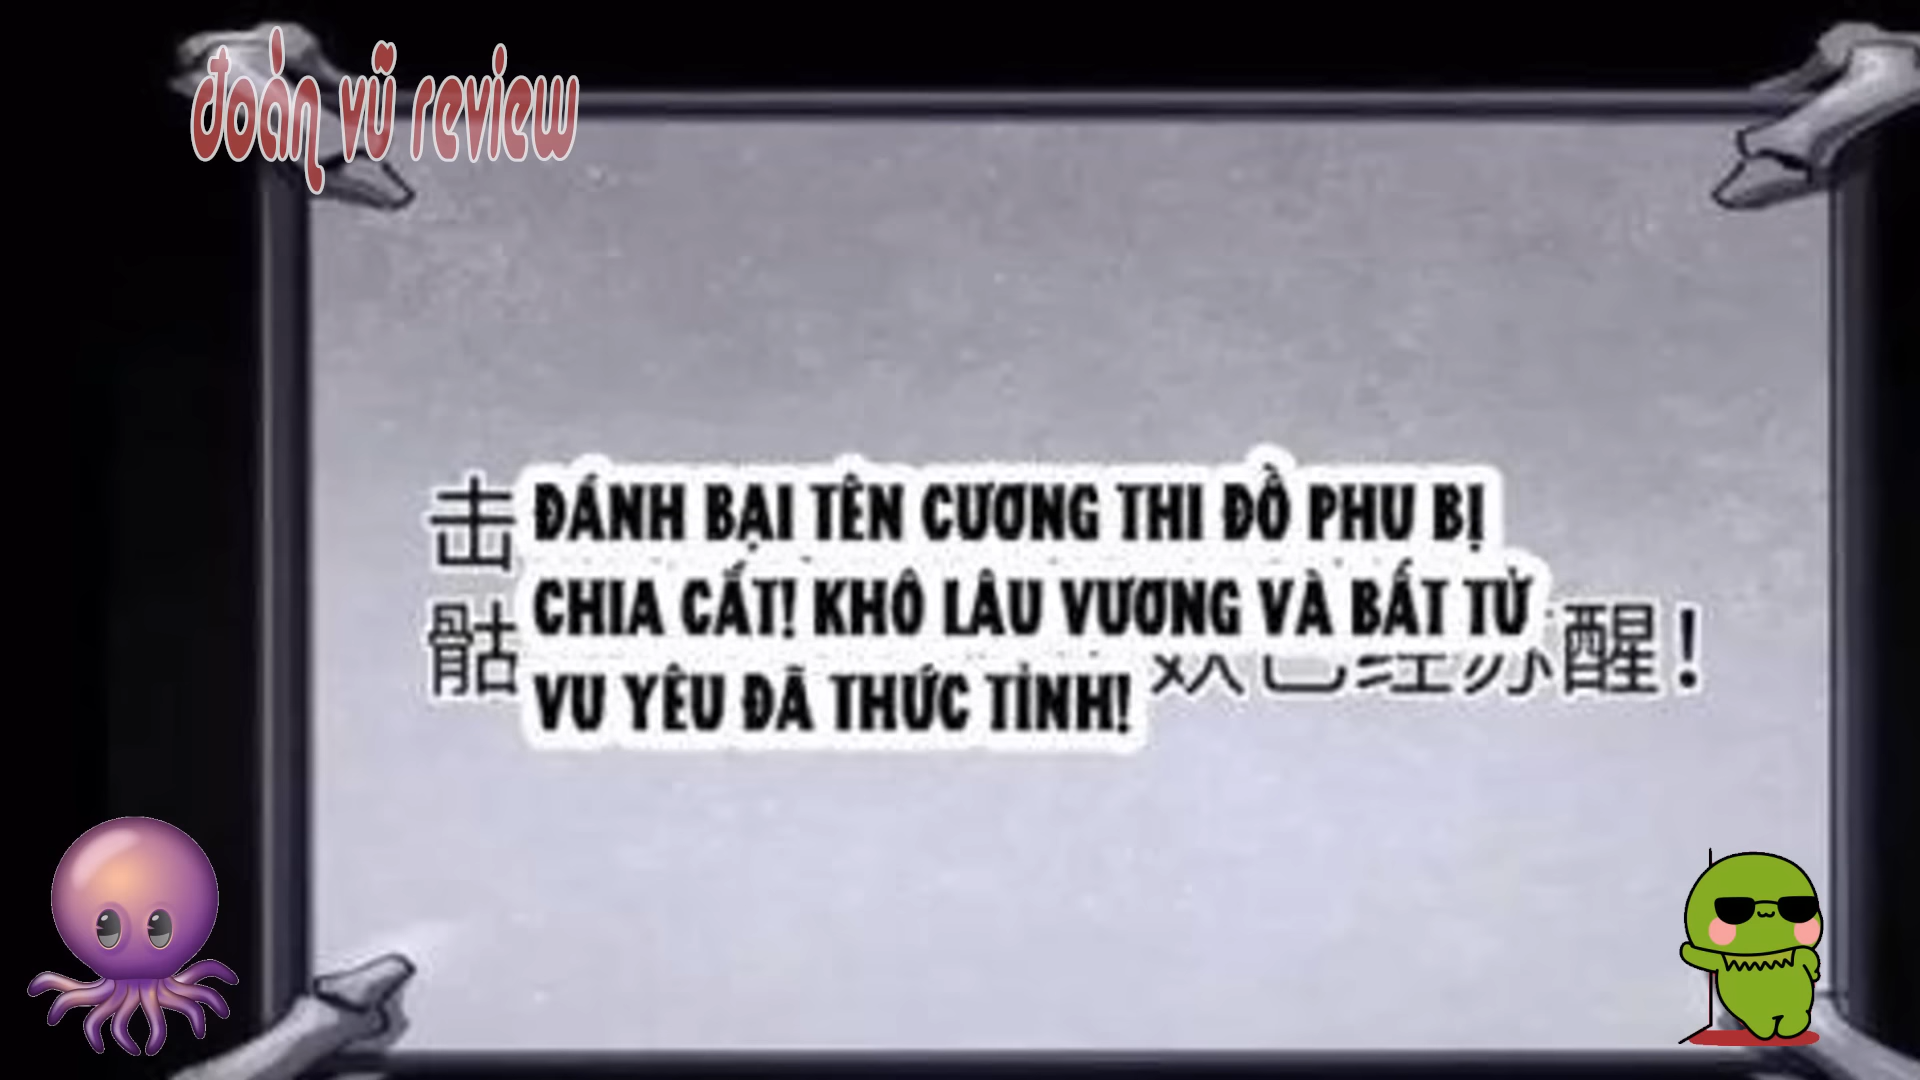 đoản vũ review
击 ĐÁNH BẠI TÊN CƯƠNG THI ĐỒ PHU BỊ
骷 CHIA CẮT! KHÔ LÂU VƯƠNG VÀ BẤT TỬ 醒!
VU YÊU ĐÃ THỨC TỈNH!